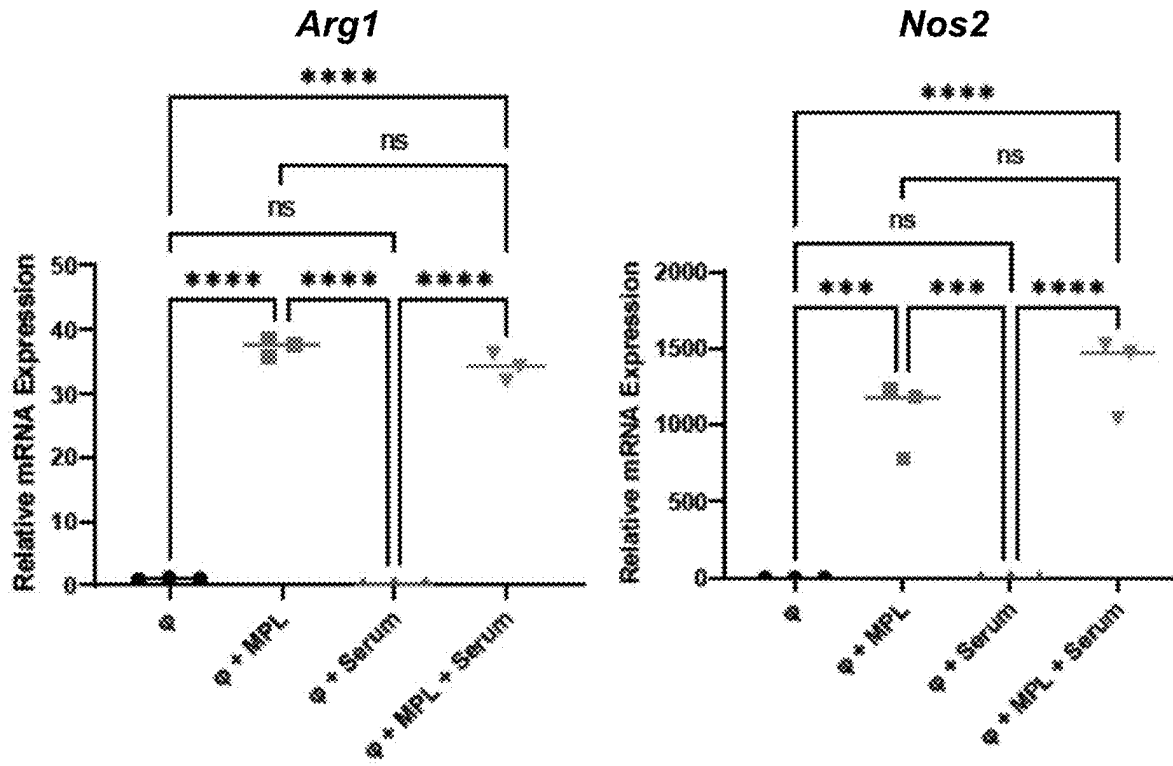 Arg1
****
ns
ns
**** **** ****
Relative mRNA Expression
50
40
30
20
10
0
φ
φ + MPL
φ + Serum
φ + MPL + Serum
Nos2
****
ns
ns
*** *** ****
Relative mRNA Expression
2000
1500
1000
500
0
φ
φ + MPL
φ + Serum
φ + MPL + Serum